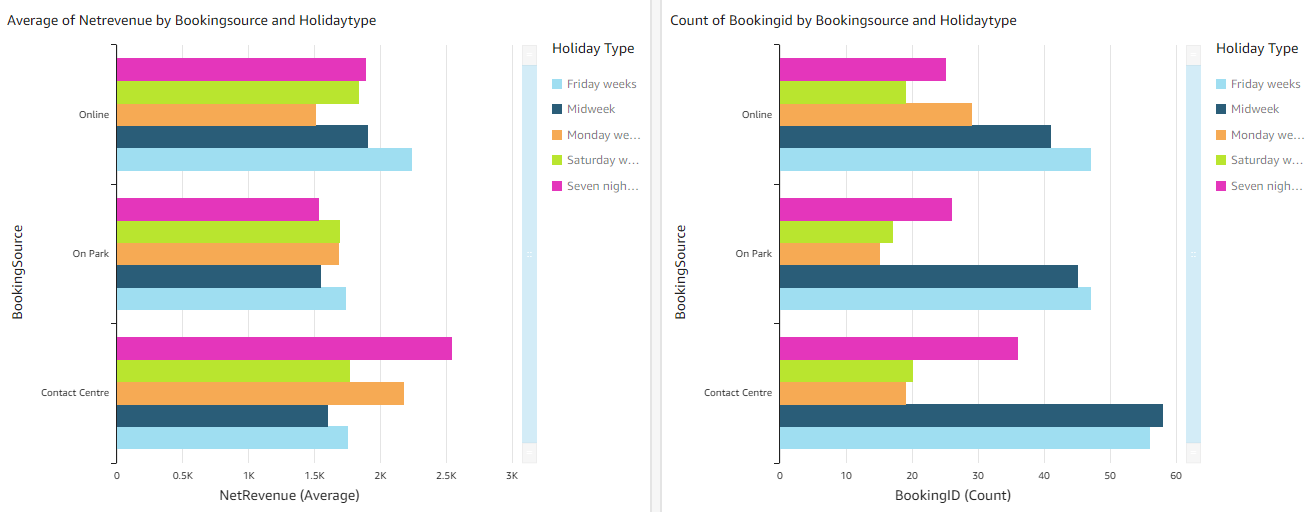 Average of Netrevenue by Bookingsource and Holidaytype
Holiday Type
Friday weeks
Midweek
Monday we...
Saturday w...
Seven nigh...
BookingSource
Online
On Park
Contact Centre
0 0.5K 1K 1.5K 2K 2.5K 3K
NetRevenue (Average)
Count of Bookingid by Bookingsource and Holidaytype
Holiday Type
Friday weeks
Midweek
Monday we...
Saturday w...
Seven nigh...
BookingSource
Online
On Park
Contact Centre
0 10 20 30 40 50 60
BookingID (Count)